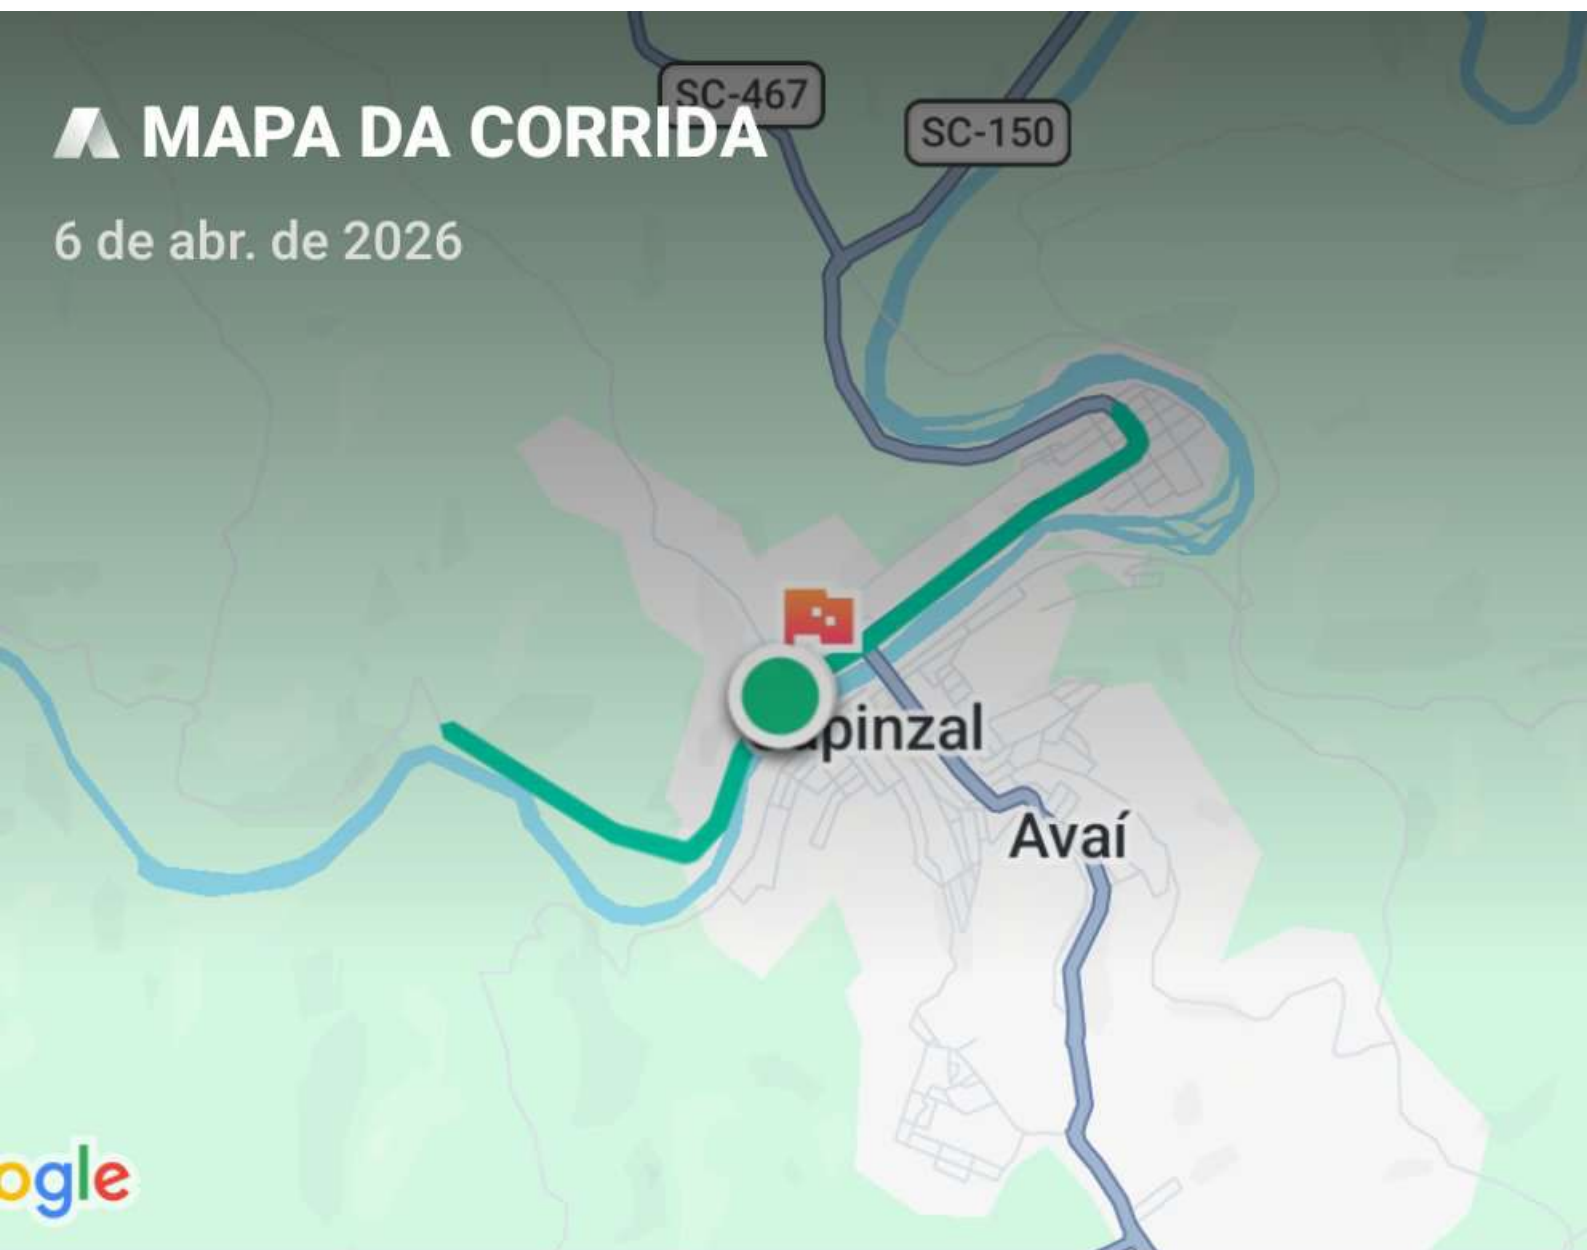 SC-467
MAPA DA CORRIDA
SC-150
6 de abr. de 2026
pinzal
Avaí
ogle